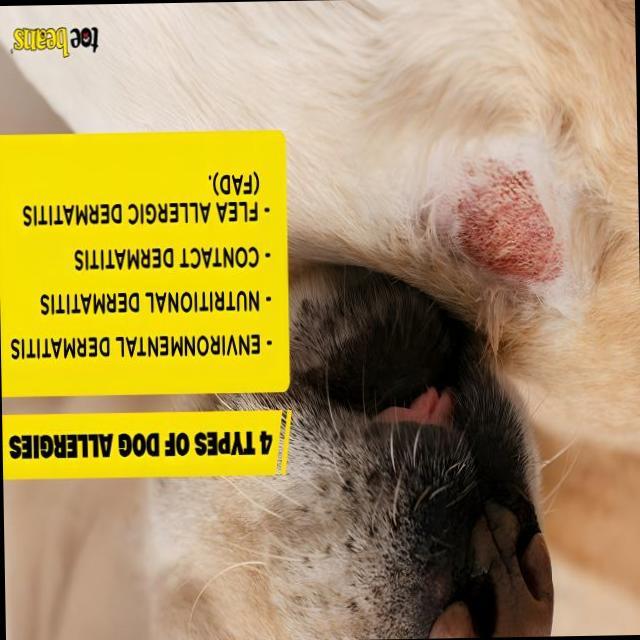 4 TYPES OF DOG ALLERGIES
- ENVIRONMENTAL DERMATITIS
- NUTRITIONAL DERMATITIS
- CONTACT DERMATITIS
- FLEA ALLERGIC DERMATITIS
(FAD).
toe beans